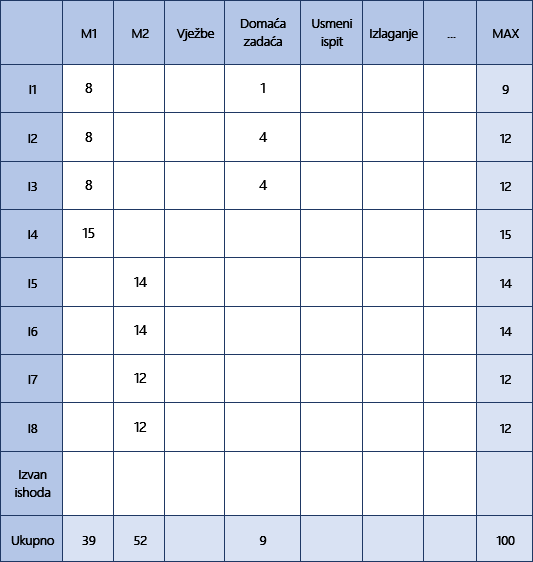 M1 M2 Vježbe Domaća zadaća Usmeni ispit Izlaganje ... MAX
I1 8 1 9
I2 8 4 12
I3 8 4 12
I4 15 15
I5 14 14
I6 14 14
I7 12 12
I8 12 12
Izvan ishoda
Ukupno 39 52 9 100